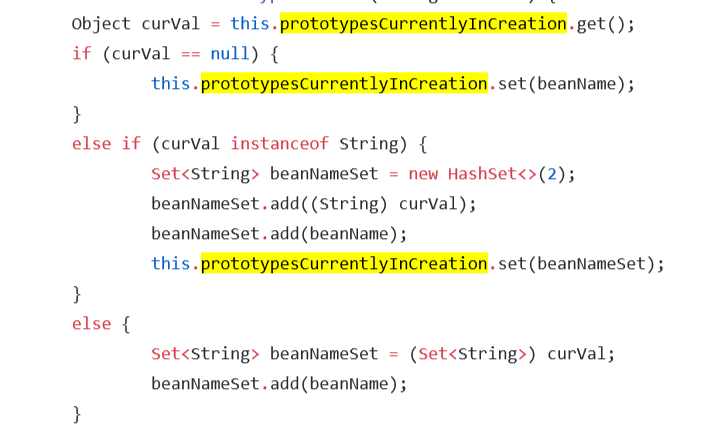 Object curVal = this.prototypesCurrentlyInCreation.get();
if (curVal == null) {
this.prototypesCurrentlyInCreation.set(beanName);
}
else if (curVal instanceof String) {
Set<String> beanNameSet = new HashSet<>(2);
beanNameSet.add((String) curVal);
beanNameSet.add(beanName);
this.prototypesCurrentlyInCreation.set(beanNameSet);
}
else {
Set<String> beanNameSet = (Set<String>) curVal;
beanNameSet.add(beanName);
}